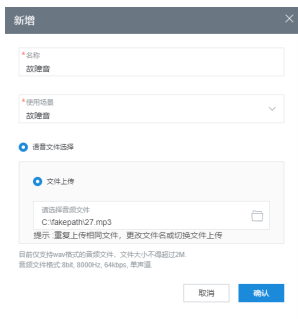 新增
*名称
故障音
*使用场景
故障音
语音文件选择
文件上传
请选择音频文件
C:\fakepath\27.mp3
提示 :重复上传相同文件，更改文件名或切换文件上传
目前仅支持wav格式的音频文件，文件大小不得超过2M.
音频文件格式 8bit, 8000Hz, 64kbps, 单声道
取消 确认